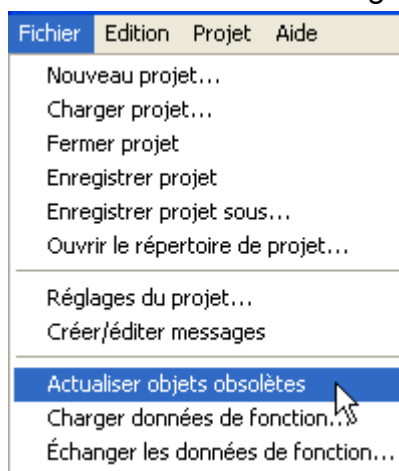 Fichier Edition Projet Aide
Nouveau projet...
Charger projet...
Fermer projet
Enregistrer projet
Enregistrer projet sous...
Ouvrir le répertoire de projet...
Réglages du projet...
Créer/éditer messages
Actualiser objets obsolètes
Charger données de fonction...
Échanger les données de fonction...